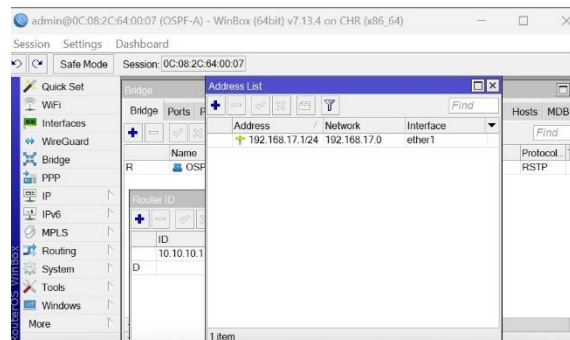 admin@0C:08:2C:64:00:07 (OSPF-A) - WinBox (64bit) v7.13.4 on CHR (x86_64)
Session Settings Dashboard
Safe Mode Session: 0C:08:2C:64:00:07
Quick Set
WiFi
Interfaces
WireGuard
Bridge
PPP
IP
IPv6
MPLS
Routing
System
Tools
Windows
More
RouterOS WinBox
Bridge
Bridge Ports P
Name
R OSP
Router ID
ID
10.10.10.1
D
Address List
Find
Address Network Interface
192.168.17.1/24 192.168.17.0 ether1
1 item
Hosts MDB
Find
Protocol...
RSTP